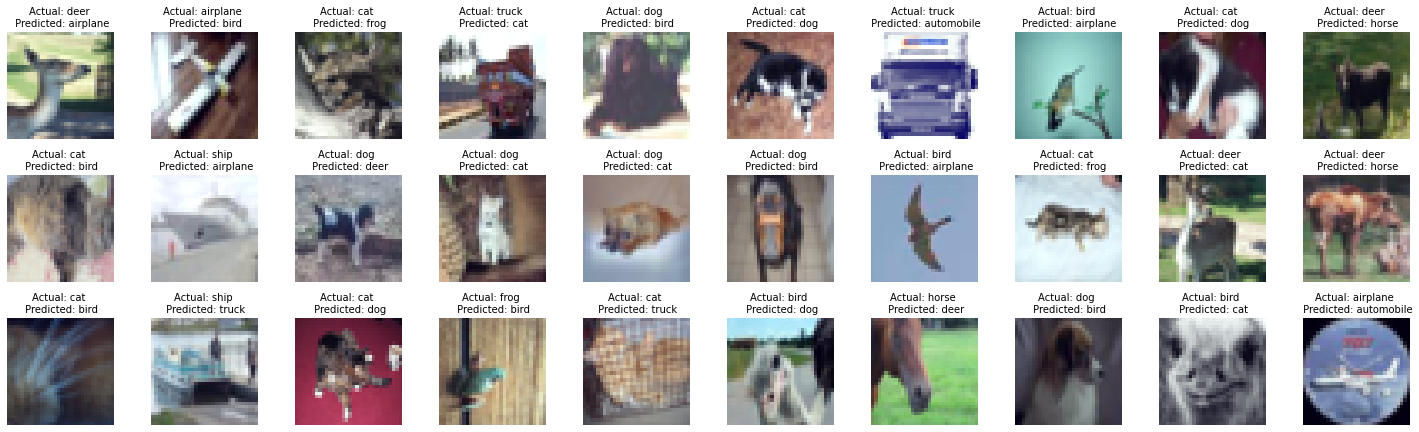 Actual: deer
Predicted: airplane
Actual: airplane
Predicted: bird
Actual: cat
Predicted: frog
Actual: truck
Predicted: cat
Actual: dog
Predicted: bird
Actual: cat
Predicted: dog
Actual: truck
Predicted: automobile
Actual: bird
Predicted: airplane
Actual: cat
Predicted: dog
Actual: deer
Predicted: horse
Actual: cat
Predicted: bird
Actual: ship
Predicted: airplane
Actual: dog
Predicted: deer
Actual: dog
Predicted: cat
Actual: dog
Predicted: cat
Actual: dog
Predicted: bird
Actual: bird
Predicted: airplane
Actual: cat
Predicted: frog
Actual: deer
Predicted: cat
Actual: deer
Predicted: horse
Actual: cat
Predicted: bird
Actual: ship
Predicted: truck
Actual: cat
Predicted: dog
Actual: frog
Predicted: bird
Actual: cat
Predicted: truck
Actual: bird
Predicted: dog
Actual: horse
Predicted: deer
Actual: dog
Predicted: bird
Actual: bird
Predicted: cat
Actual: airplane
Predicted: automobile